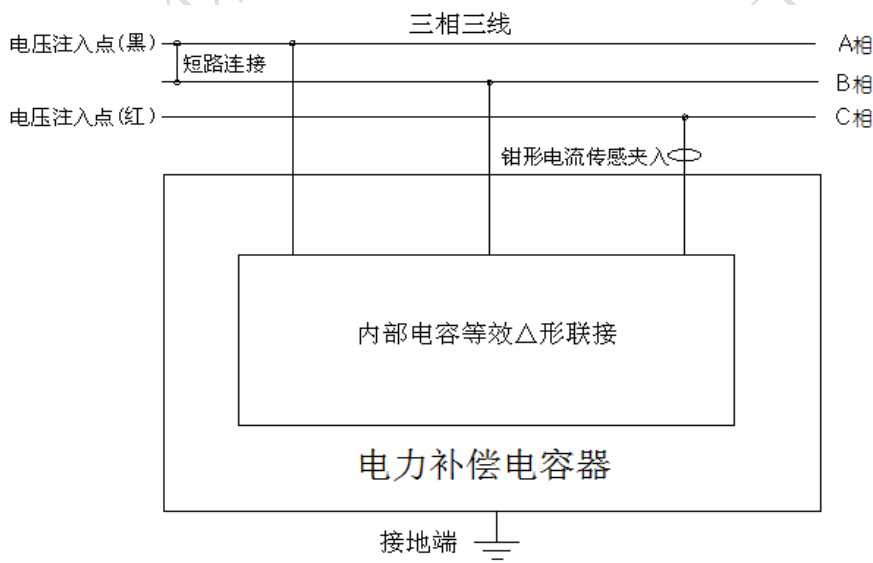 三相三线
电压注入点(黑)
A相
短路连接
B相
电压注入点(红)
C相
钳形电流传感夹入
内部电容等效△形联接
电力补偿电容器
接地端